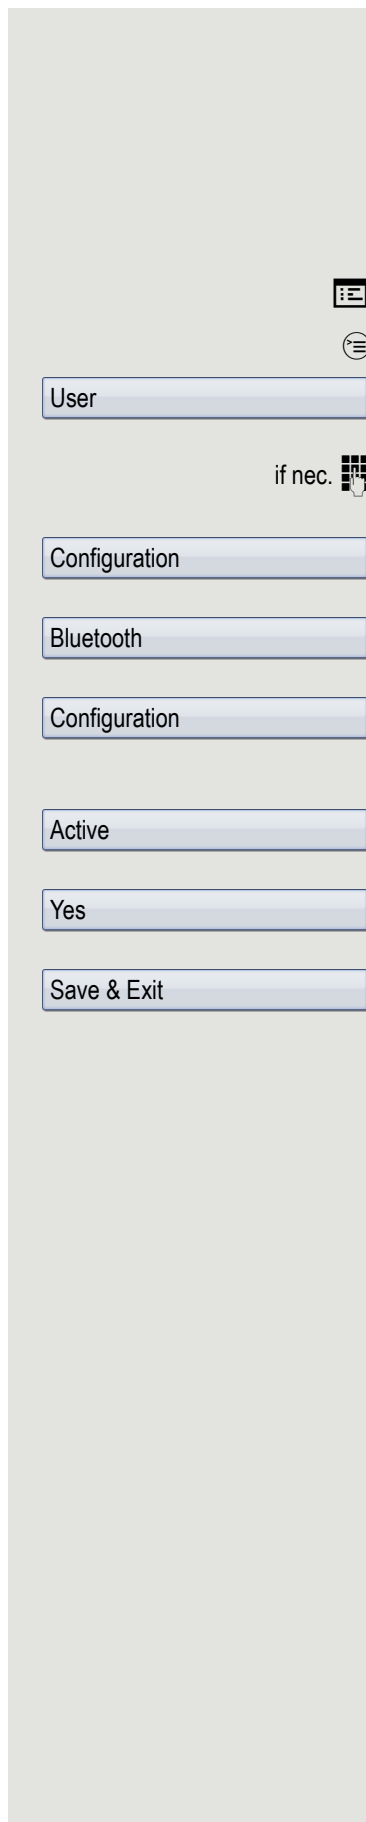 User
if nec.
Configuration
Bluetooth
Configuration
Active
Yes
Save & Exit